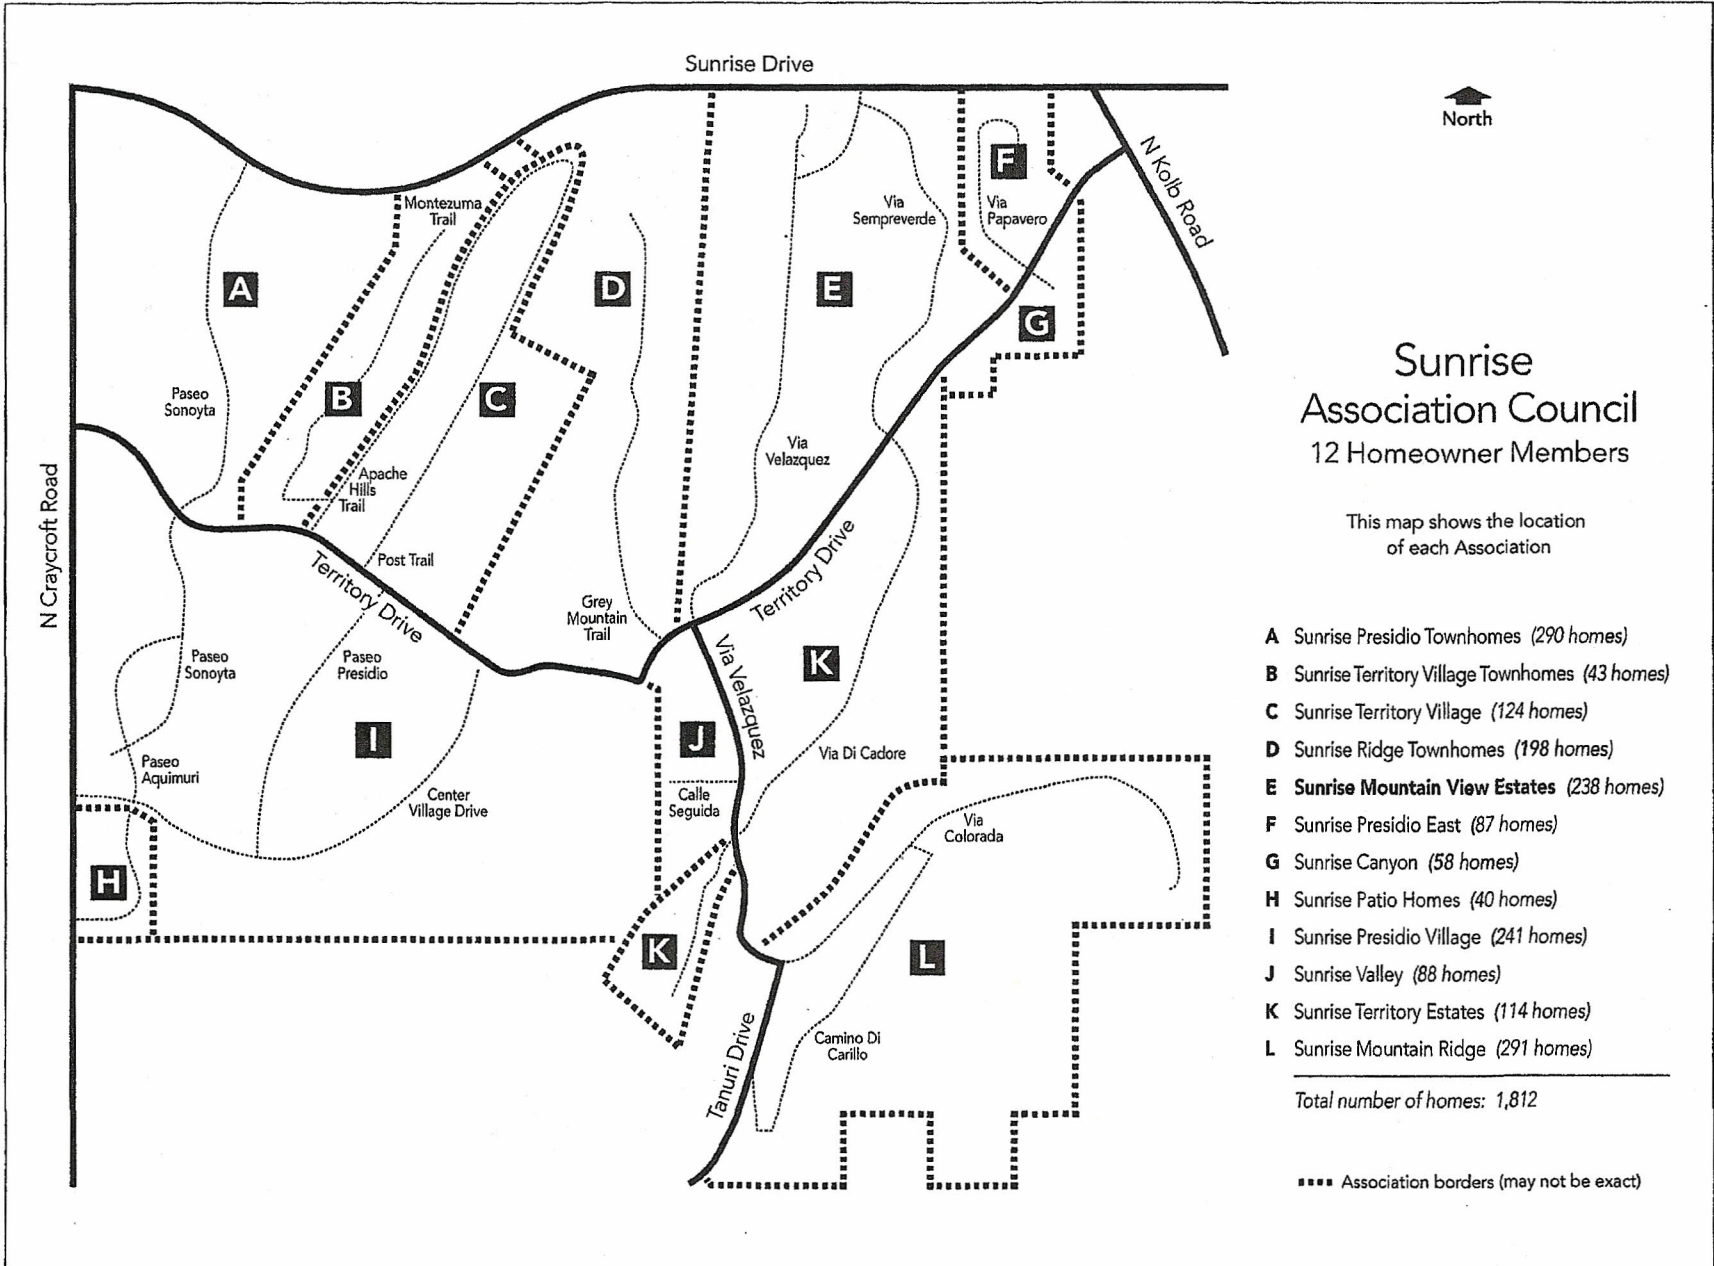 Sunrise Drive
North
N Kolb Road
Montezuma
Trail
Via
Sempreverde
F
Via
Papavero
A
D
E
G
Paseo
Sonoyta
B
C
Via
Velazquez
Apache
Hills
Trail
Post Trail
N Craycroft Road
Territory Drive
Territory Drive
Grey
Mountain
Trail
Paseo
Sonoyta
Paseo
Presidio
Via Velazquez
K
I
J
Paseo
Aquimuri
Center
Village Drive
Calle
Seguida
Via Di Cadore
Via
Colorada
H
K
L
Tanuri Drive
Camino Di
Carillo
Sunrise
Association Council
12 Homeowner Members
This map shows the location
of each Association
A Sunrise Presidio Townhomes (290 homes)
B Sunrise Territory Village Townhomes (43 homes)
C Sunrise Territory Village (124 homes)
D Sunrise Ridge Townhomes (198 homes)
E Sunrise Mountain View Estates (238 homes)
F Sunrise Presidio East (87 homes)
G Sunrise Canyon (58 homes)
H Sunrise Patio Homes (40 homes)
I Sunrise Presidio Village (241 homes)
J Sunrise Valley (88 homes)
K Sunrise Territory Estates (114 homes)
L Sunrise Mountain Ridge (291 homes)
Total number of homes: 1,812
Association borders (may not be exact)